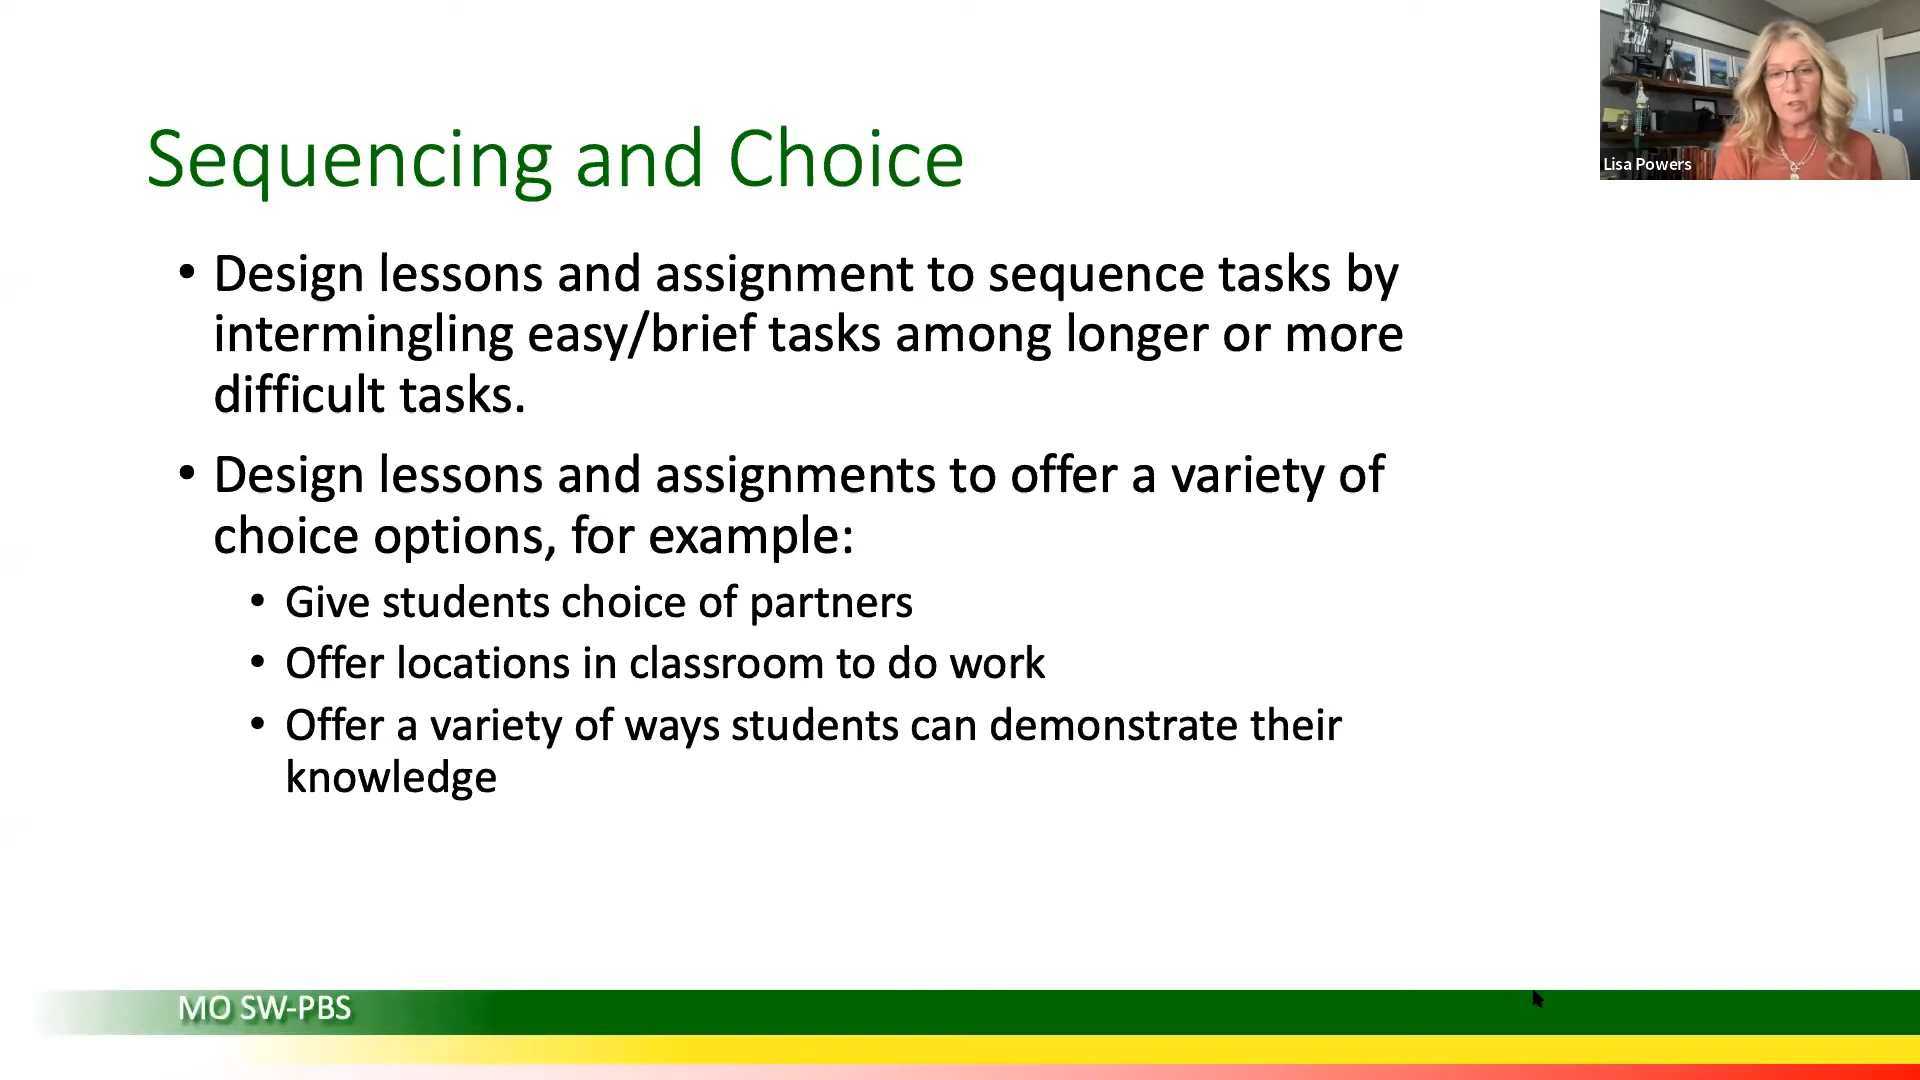 Sequencing and Choice
Lisa Powers
• Design lessons and assignment to sequence tasks by
intermingling easy/brief tasks among longer or more
difficult tasks.
• Design lessons and assignments to offer a variety of
choice options, for example:
• Give students choice of partners
• Offer locations in classroom to do work
• Offer a variety of ways students can demonstrate their
knowledge
MO SW-PBS